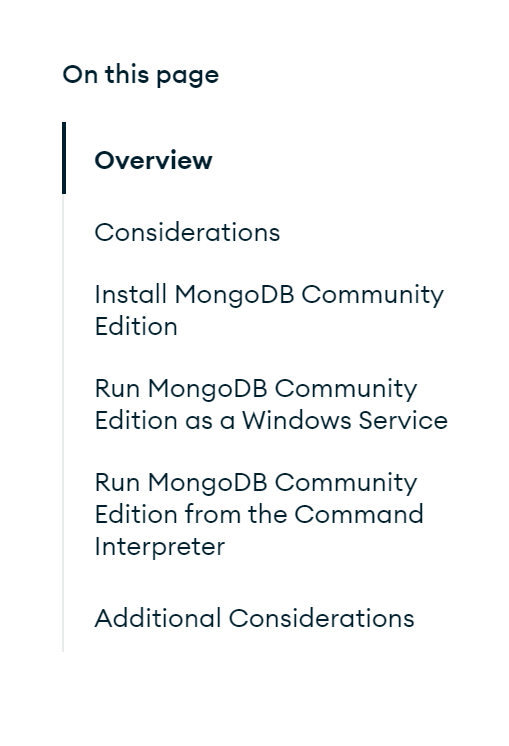 On this page
Overview
Considerations
Install MongoDB Community
Edition
Run MongoDB Community
Edition as a Windows Service
Run MongoDB Community
Edition from the Command
Interpreter
Additional Considerations